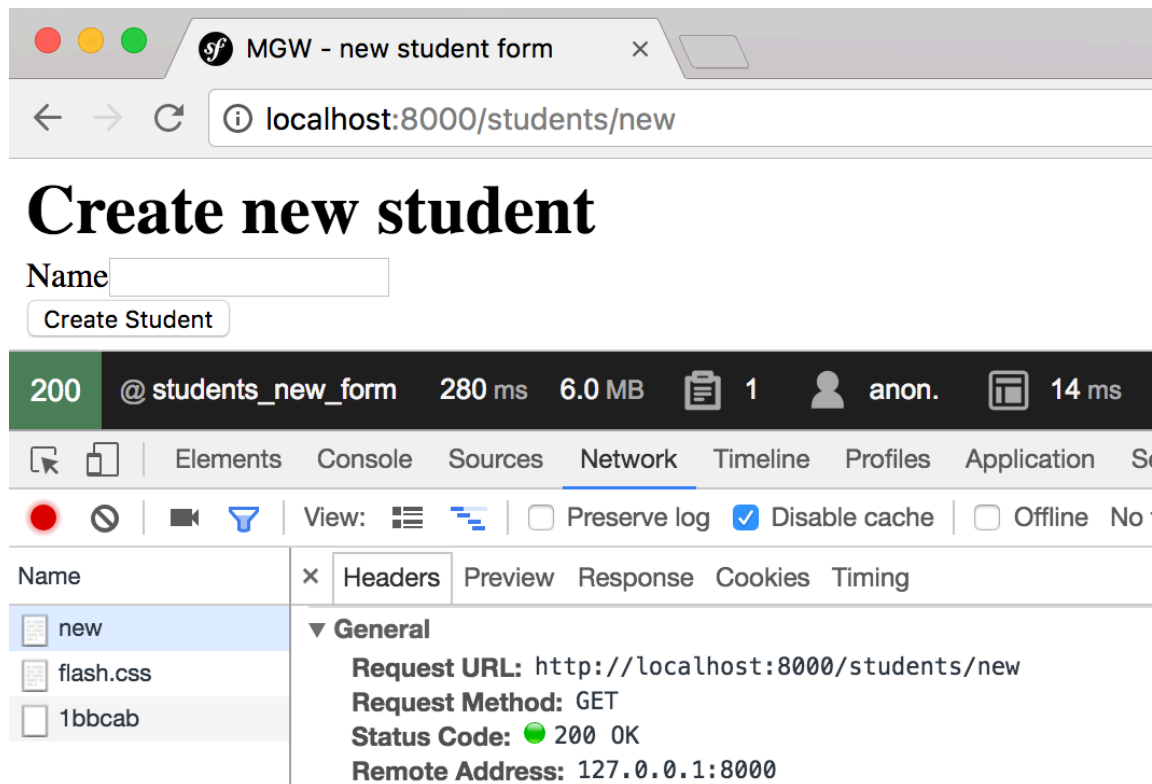 sf MGW - new student form
localhost:8000/students/new
Create new student
Name
Create Student
200 @ students_new_form 280 ms 6.0 MB 1 anon. 14 ms
Elements Console Sources Network Timeline Profiles Application
View: Preserve log Disable cache Offline No
Name Headers Preview Response Cookies Timing
new General
Request URL: http://localhost:8000/students/new
flash.css
Request Method: GET
1bbcab
Status Code: 200 OK
Remote Address: 127.0.0.1:8000